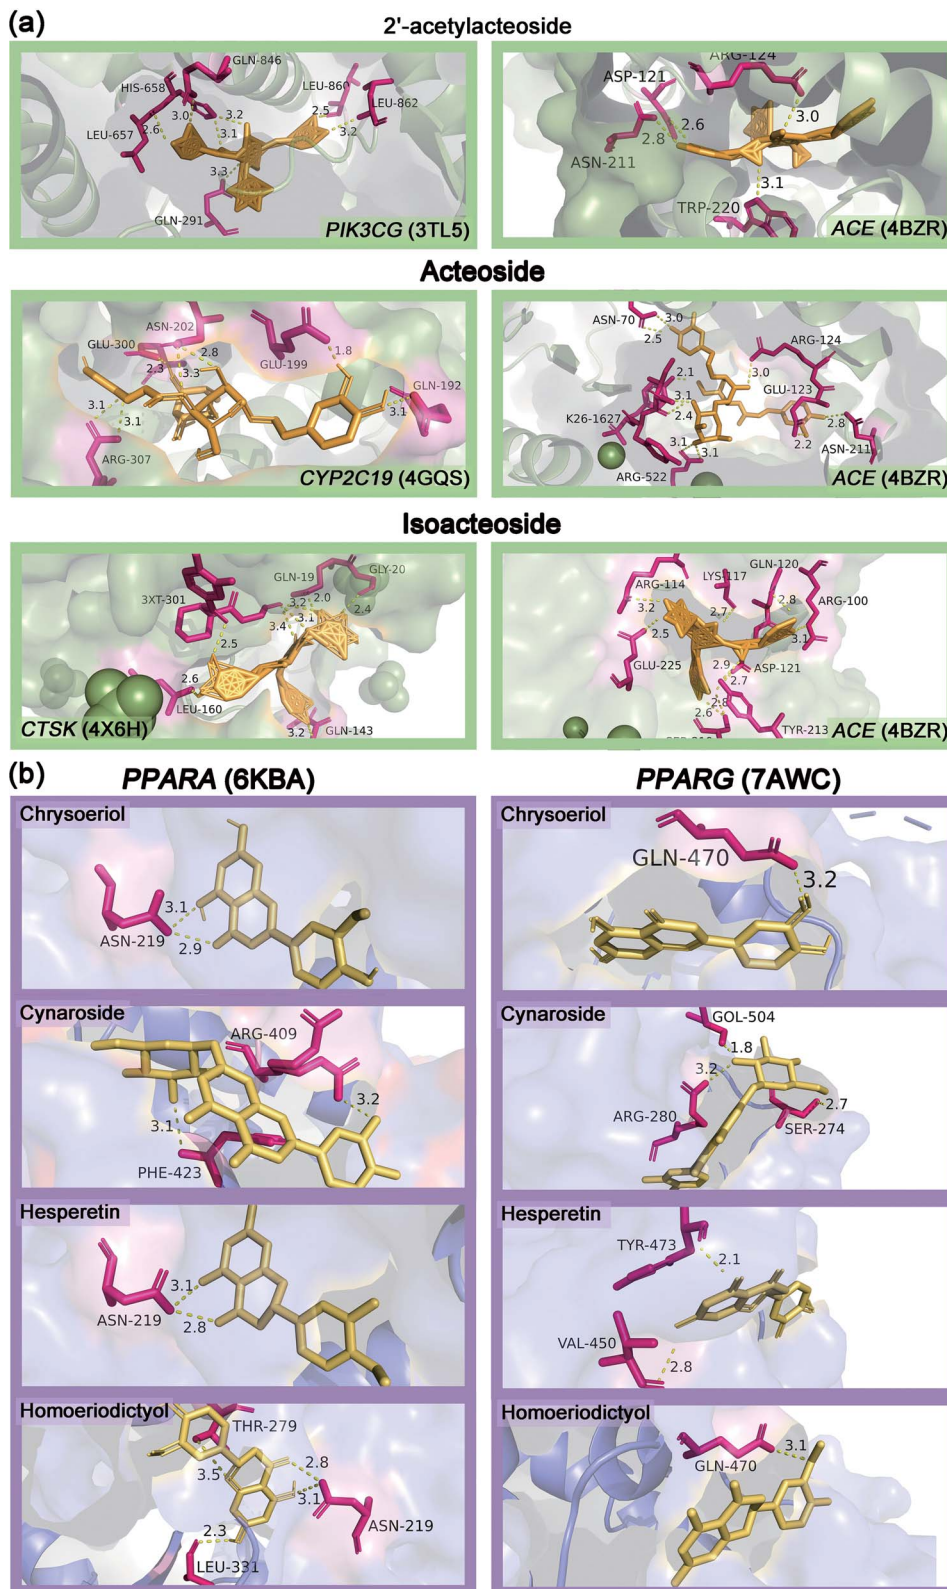 (a)
2'-acetylacteoside
GLN-846
HIS-658
LEU-860
LEU-862
LEU-657
2.6
3.0
3.2
3.1
2.5
3.2
3.3
GLN-291
PIK3CG (3TL5)
ARG-124
ASP-121
2.6
2.8
3.0
ASN-211
3.1
TRP-220
ACE (4BZR)
Acteoside
ASN-202
GLU-300
2.8
2.3
3.3
GLU-199
1.8
GLN-192
3.1
3.1
3.1
ARG-307
CYP2C19 (4GQS)
ASN-70
3.0
2.5
ARG-124
2.1
3.0
GLU-123
3.1
2.4
K26-1627
2.8
2.2
ASN-211
3.1
3.1
ARG-522
ACE (4BZR)
Isoacteoside
GLY-20
GLN-19
3XT-301
2.0
3.2
2.4
3.1
3.4
2.5
2.6
LEU-160
3.2
GLN-143
CTSK (4X6H)
GLN-120
LYS-117
ARG-114
2.8
ARG-100
3.2
2.7
2.5
3.1
GLU-225
2.9
ASP-121
2.7
2.8
2.6
TYR-213
ACE (4BZR)
(b)
PPARA (6KBA)
PPARG (7AWC)
Chrysoeriol
3.1
ASN-219
2.9
Chrysoeriol
GLN-470
3.2
Cynaroside
ARG-409
3.2
3.1
PHE-423
Cynaroside
GOL-504
1.8
3.2
2.7
ARG-280
SER-274
Hesperetin
3.1
ASN-219
2.8
Hesperetin
TYR-473
2.1
VAL-450
2.8
Homoeriodictyol
THR-279
2.8
3.5
3.1
ASN-219
2.3
LEU-331
Homoeriodictyol
3.1
GLN-470